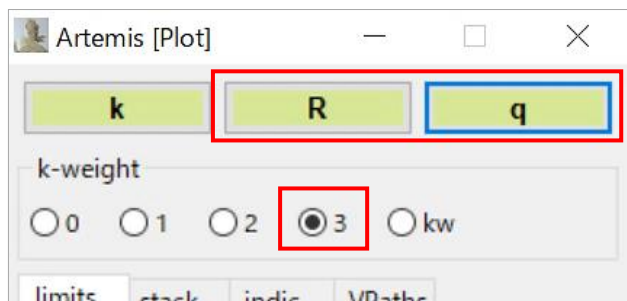 Artemis [Plot]
k R q
k-weight
0 1 2 3 kw
limits stack indic VPaths